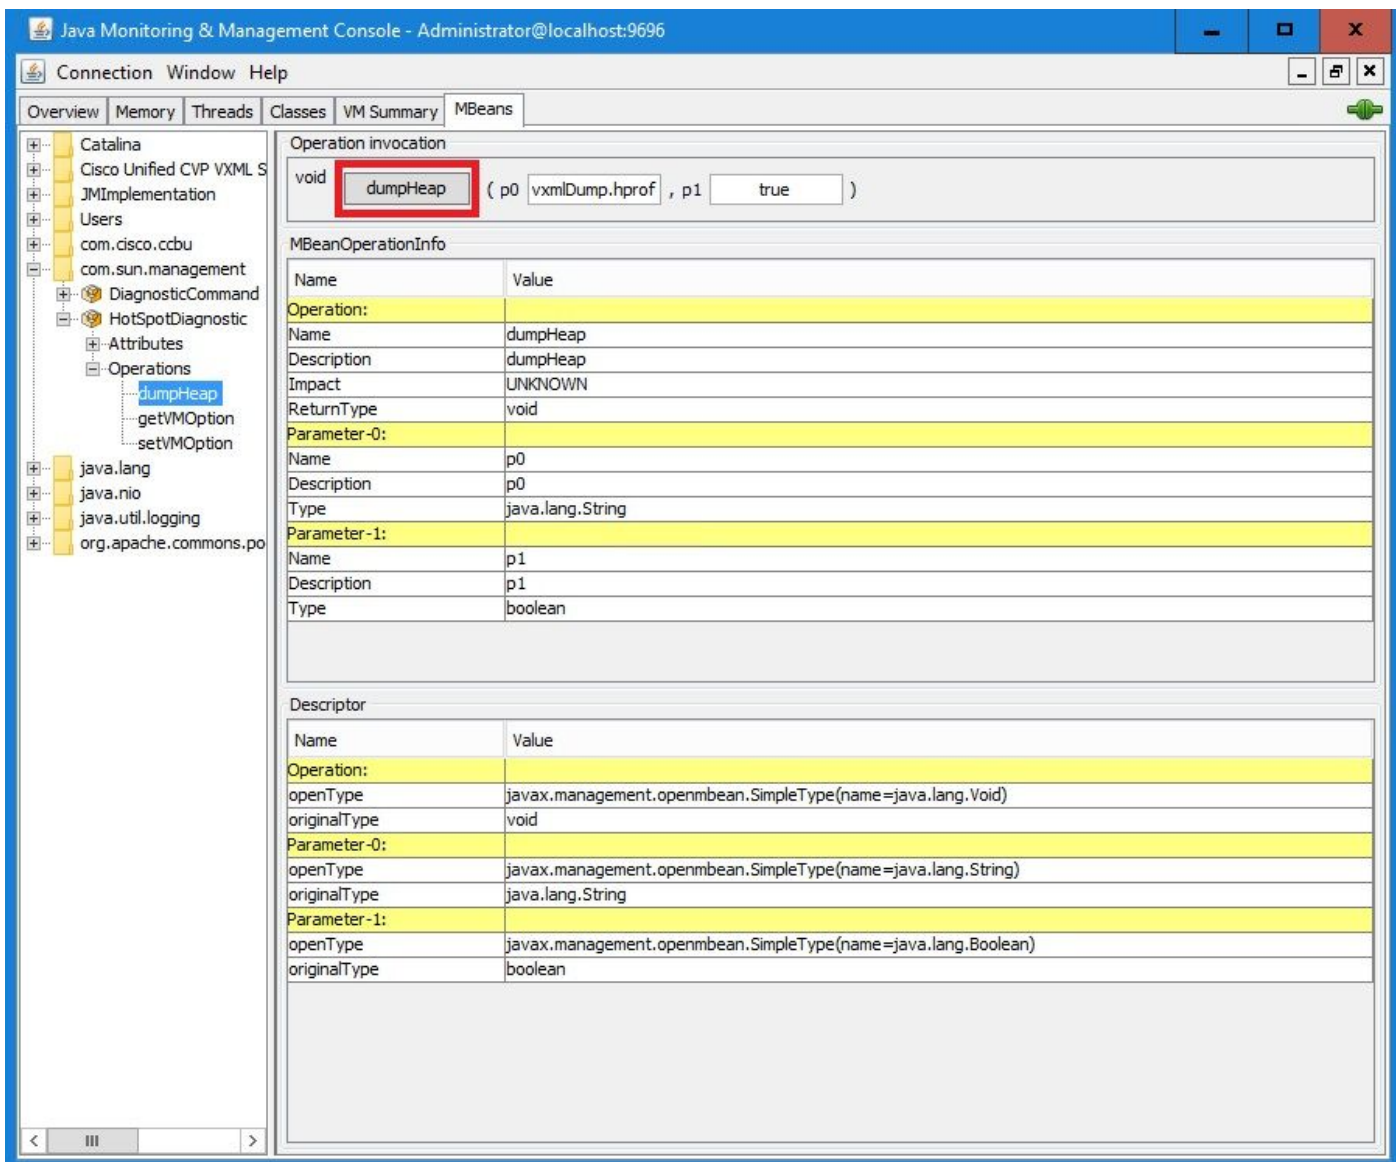 Java Monitoring & Management Console - Administrator@localhost:9696
Connection Window Help
Overview Memory Threads Classes VM Summary MBeans
Catalina
Cisco Unified CVP VXML S
JMImplementation
Users
com.cisco.ccbu
com.sun.management
DiagnosticCommand
HotSpotDiagnostic
Attributes
Operations
dumpHeap
getVMOption
setVMOption
java.lang
java.nio
java.util.logging
org.apache.commons.po
Operation invocation
void dumpHeap ( p0 vxmlDump.hprof , p1 true )
MBeanOperationInfo
Name Value
Operation:
Name dumpHeap
Description dumpHeap
Impact UNKNOWN
ReturnType void
Parameter-0:
Name p0
Description p0
Type java.lang.String
Parameter-1:
Name p1
Description p1
Type boolean
Descriptor
Name Value
Operation:
openType javax.management.openmbean.SimpleType(name=java.lang.Void)
originalType void
Parameter-0:
openType javax.management.openmbean.SimpleType(name=java.lang.String)
originalType java.lang.String
Parameter-1:
openType javax.management.openmbean.SimpleType(name=java.lang.Boolean)
originalType boolean